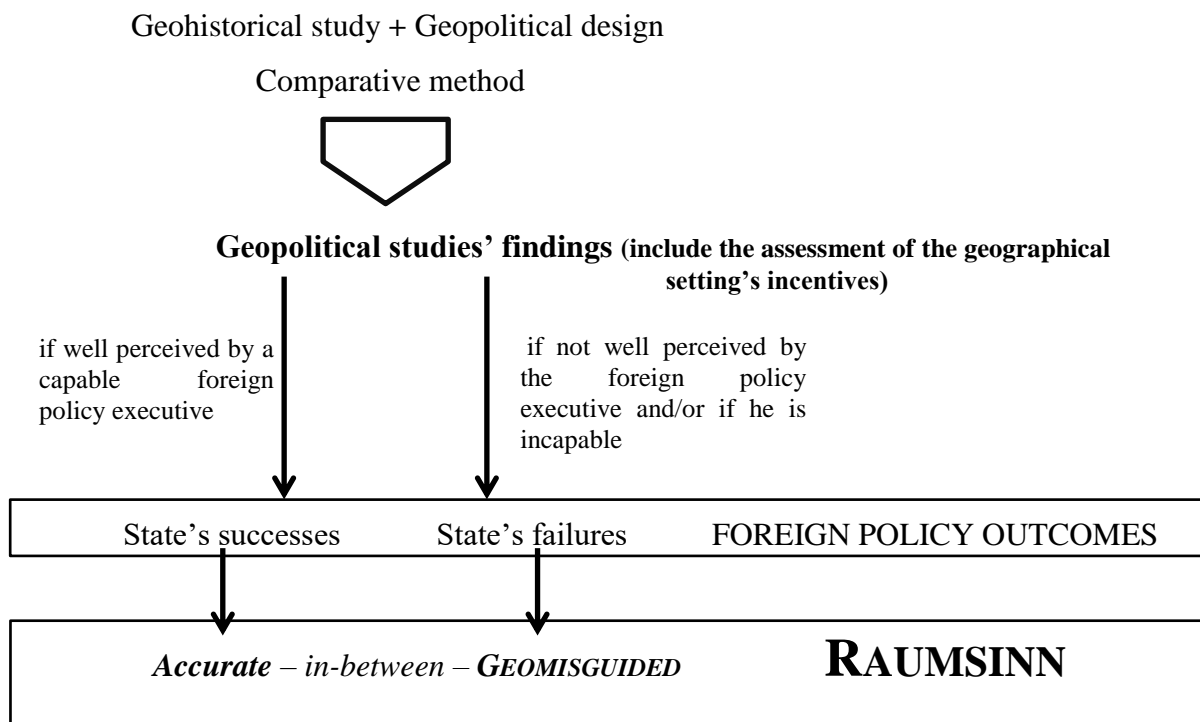 Geohistorical study + Geopolitical design
Comparative method
Geopolitical studies’ findings (include the assessment of the geographical
setting’s incentives)
if well perceived by a
capable foreign
policy executive
if not well perceived by
the foreign policy
executive and/or if he is
incapable
State’s successes State’s failures FOREIGN POLICY OUTCOMES
Accurate – in-between – GEOMISGUIDED RAUMSINN